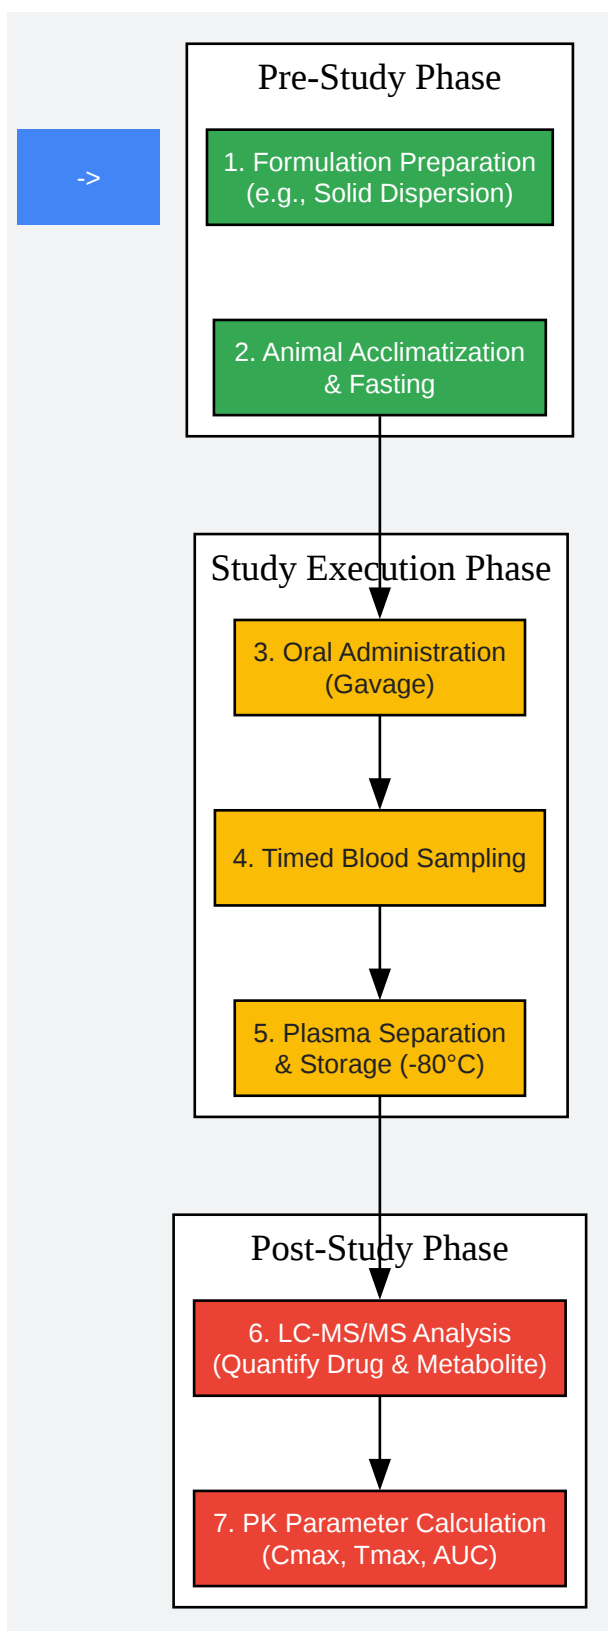 Pre-Study Phase
->
1. Formulation Preparation
(e.g., Solid Dispersion)
2. Animal Acclimatization
& Fasting
Study Execution Phase
3. Oral Administration
(Gavage)
4. Timed Blood Sampling
5. Plasma Separation
& Storage (-80°C)
Post-Study Phase
6. LC-MS/MS Analysis
(Quantify Drug & Metabolite)
7. PK Parameter Calculation
(Cmax, Tmax, AUC)